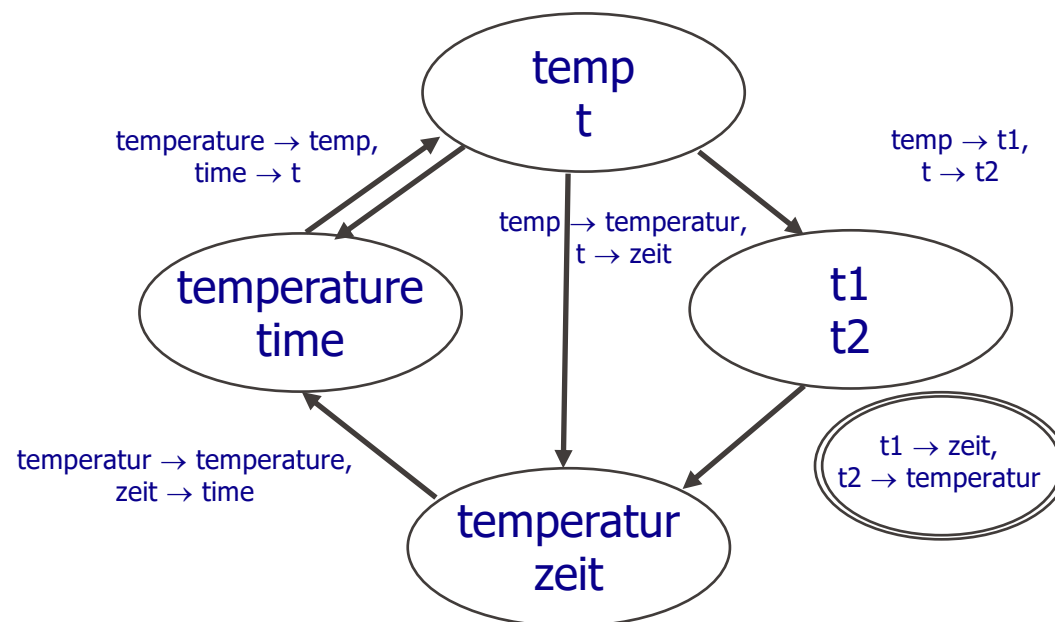 temp
t
temperature → temp,
time → t
temp → t1,
t → t2
temp → temperatur,
t → zeit
temperature
time
t1
t2
t1 → zeit,
t2 → temperatur
temperatur → temperature,
zeit → time
temperatur
zeit